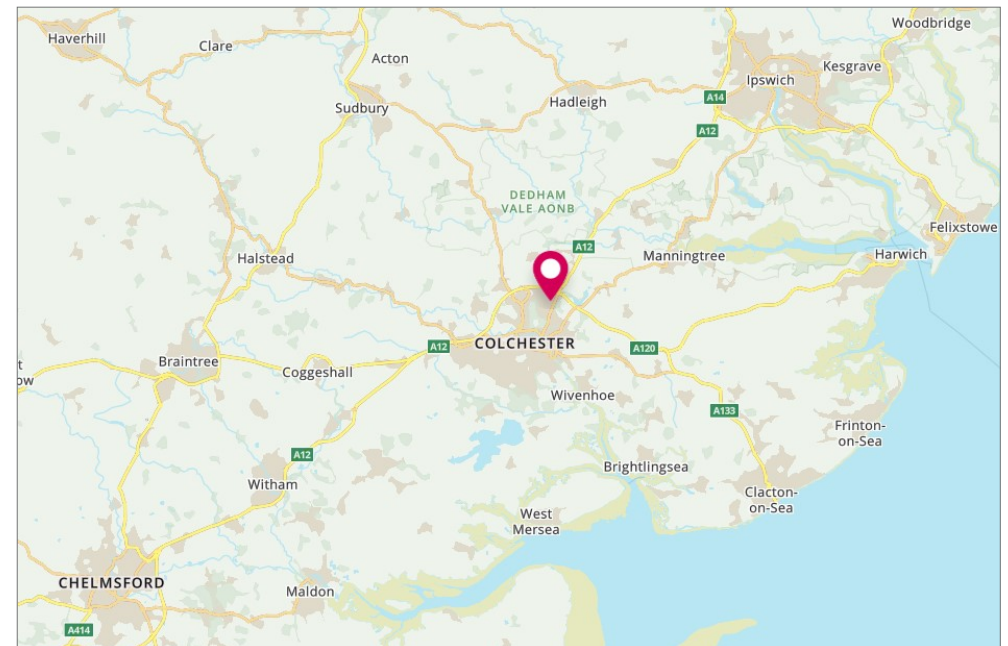 Woodbridge
Haverhill
Clare
Acton
Kesgrave
Ipswich
Sudbury
Hadleigh
A14
A12
DEDHAM
VALE AONB
Felixstowe
A12
Manningtree
Harwich
Halstead
COLCHESTER
A12
A120
Braintree
t
ow
Coggeshall
Wivenhoe
A133
Frinton-
on-Sea
A12
Brightlingsea
Witham
Clacton-
on-Sea
West
Mersea
CHELMSFORD
Maldon
A414